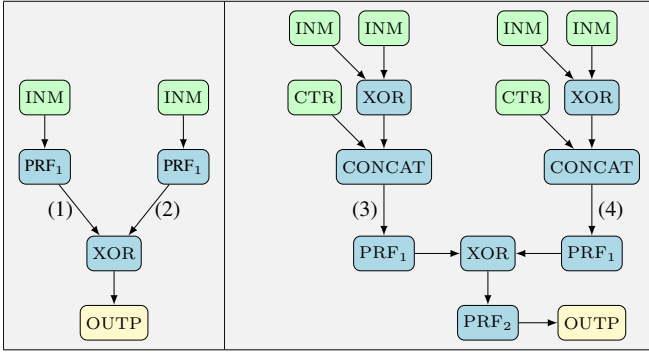 INM
INM
PRF₁
PRF₁
(1)
(2)
XOR
OUTP
INM
INM
INM
INM
CTR
XOR
CTR
XOR
CONCAT
CONCAT
(3)
(4)
PRF₁
XOR
PRF₁
PRF₂
OUTP